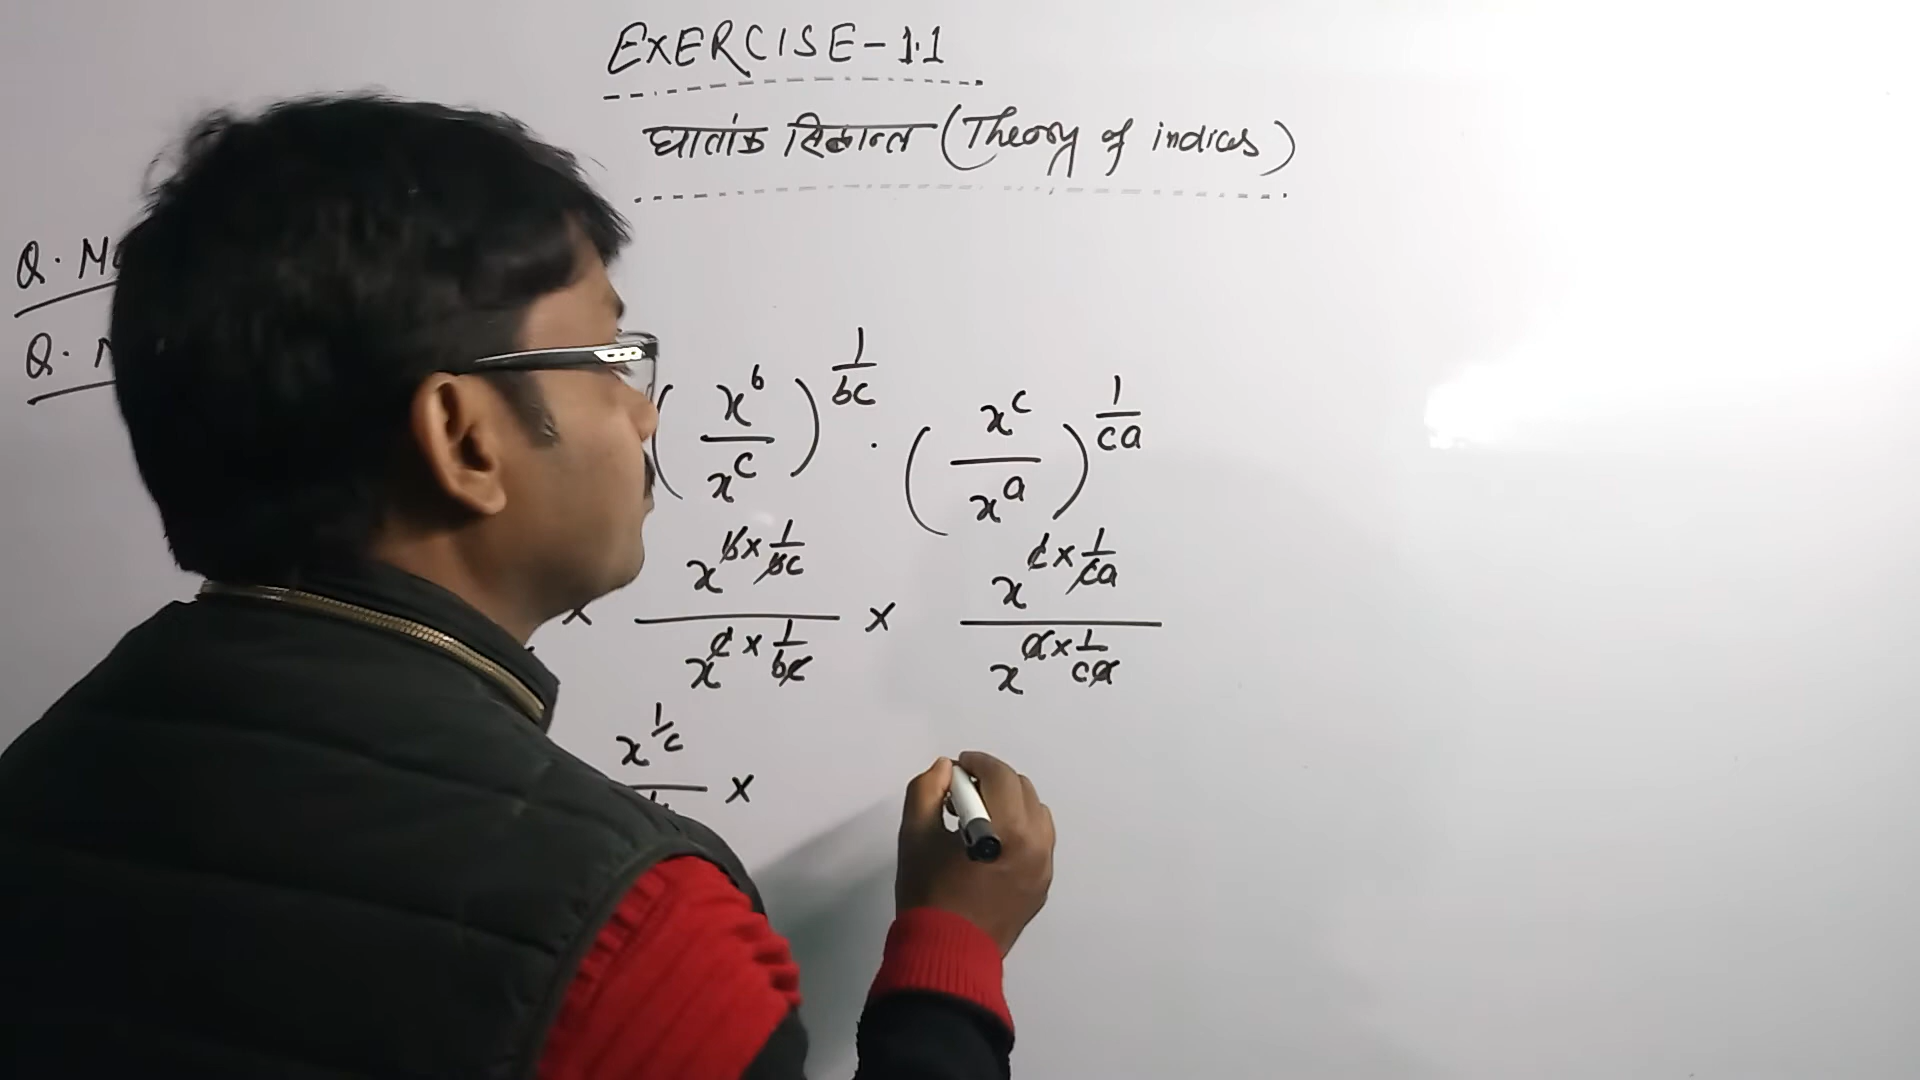 EXERCISE-1.1
घातांक सिद्धान्त (Theory of indices)
Q. M
Q.
(x^b/x^c)^(1/bc) . (x^c/x^a)^(1/ca)
× x^(b×1/bc)/x^(c×1/bc) × x^(c×1/ca)/x^(a×1/ca)
x^(1/c) ×